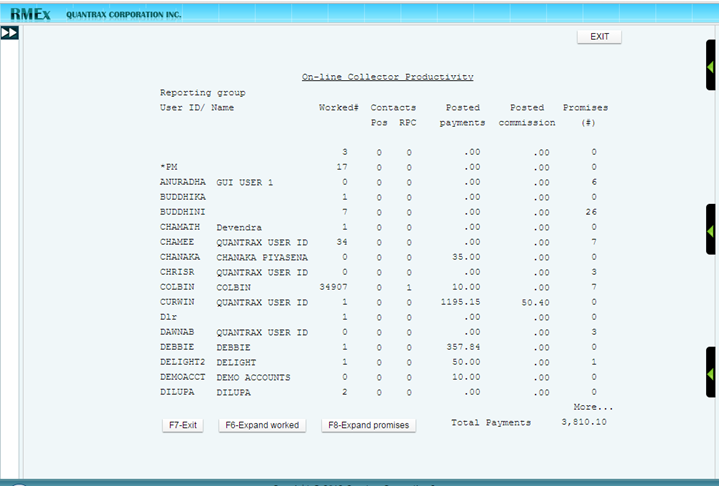 RMEx QUANTRAX CORPORATION INC.
EXIT
On-line Collector Productivity
Reporting group
User ID/ Name Worked# Contacts Posted Posted Promises
Pos RPC payments commission (#)
3 0 0 .00 .00 0
*PM 17 0 0 .00 .00 0
ANURADHA GUI USER 1 0 0 0 .00 .00 6
BUDDHIKA 1 0 0 .00 .00 0
BUDDHINI 7 0 0 .00 .00 26
CHAMATH Devendra 1 0 0 .00 .00 0
CHAMEE QUANTRAX USER ID 34 0 0 .00 .00 7
CHANAKA CHANAKA PIYASENA 0 0 0 35.00 .00 0
CHRISR QUANTRAX USER ID 0 0 0 .00 .00 3
COLBIN COLBIN 34907 0 1 10.00 .00 7
CURWIN QUANTRAX USER ID 1 0 0 1195.15 50.40 0
Dlr 1 0 0 .00 .00 0
DAWNAB QUANTRAX USER ID 0 0 0 .00 .00 3
DEBBIE DEBBIE 1 0 0 357.84 .00 0
DELIGHT2 DELIGHT 1 0 0 50.00 .00 1
DEMOACCT DEMO ACCOUNTS 0 0 0 10.00 .00 0
DILUPA DILUPA 2 0 0 .00 .00 0
More...
F7-Exit F6-Expand worked F8-Expand promises Total Payments 3,810.10